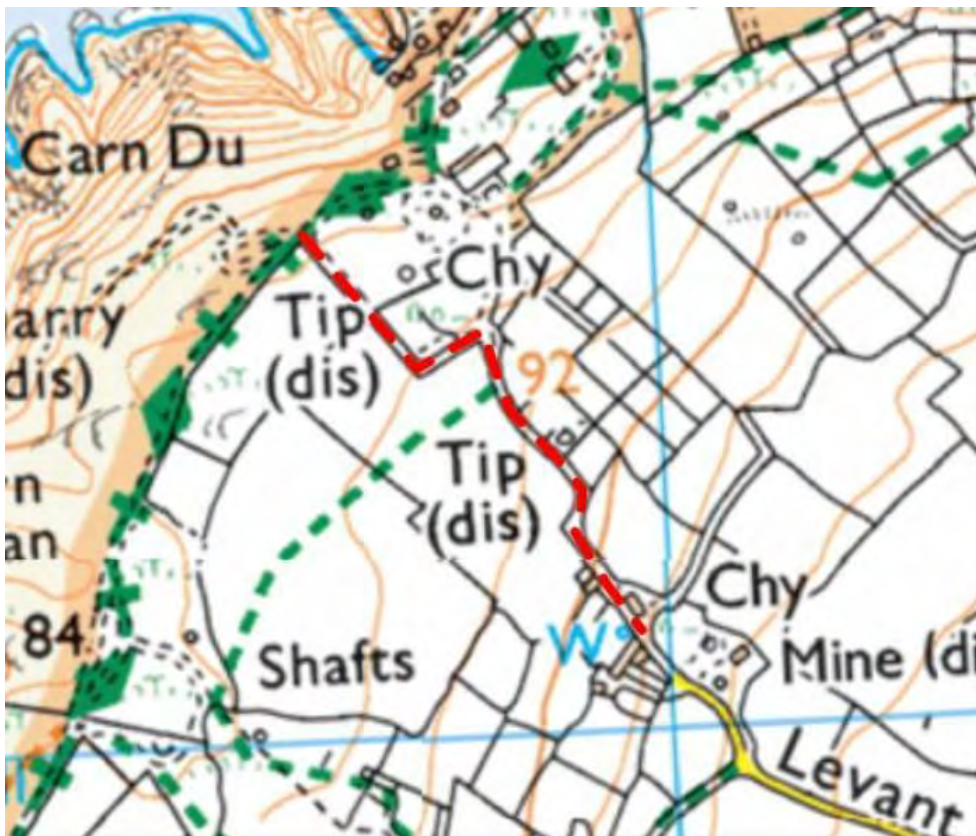 Carn Du
Chy
arry
dis)
Tip
(dis)
92
Tip
(dis)
n
an
84
Shafts
W
Chy
Mine (di
Levant